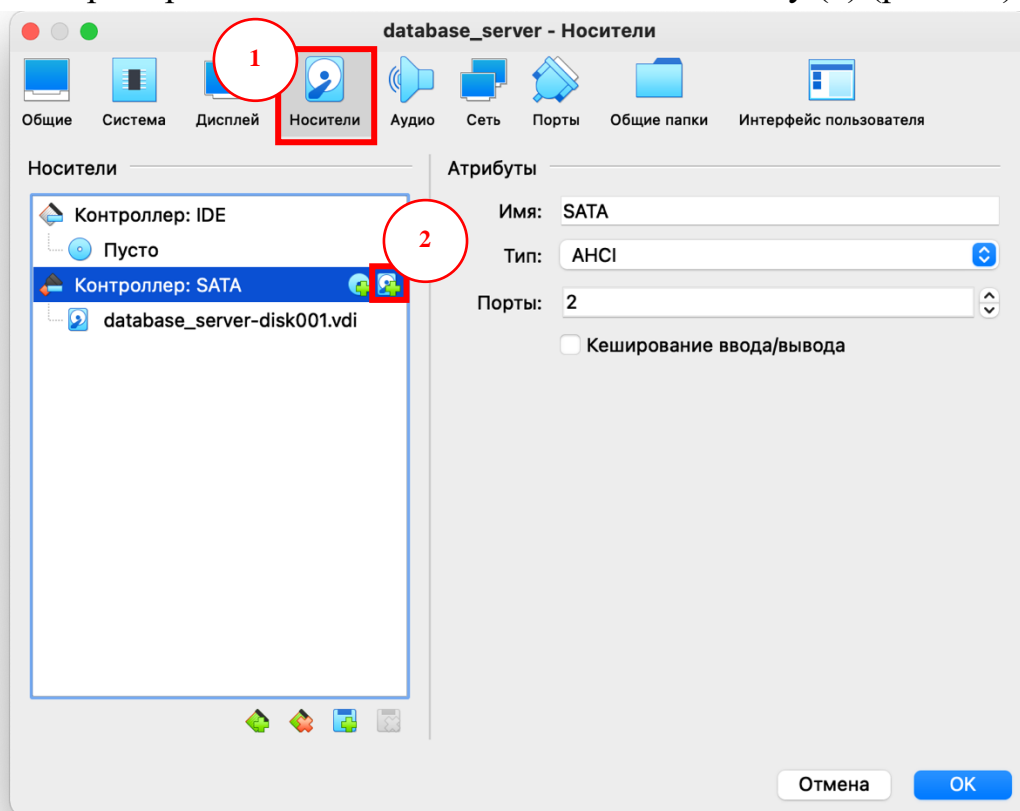 database_server - Носители
1
Общие Система Дисплей Носители Аудио Сеть Порты Общие папки Интерфейс пользователя
Носители
Атрибуты
Контроллер: IDE
Пусто
Контроллер: SATA
database_server-disk001.vdi
2
Имя: SATA
Тип: AHCI
Порты: 2
Кеширование ввода/вывода
Отмена OK